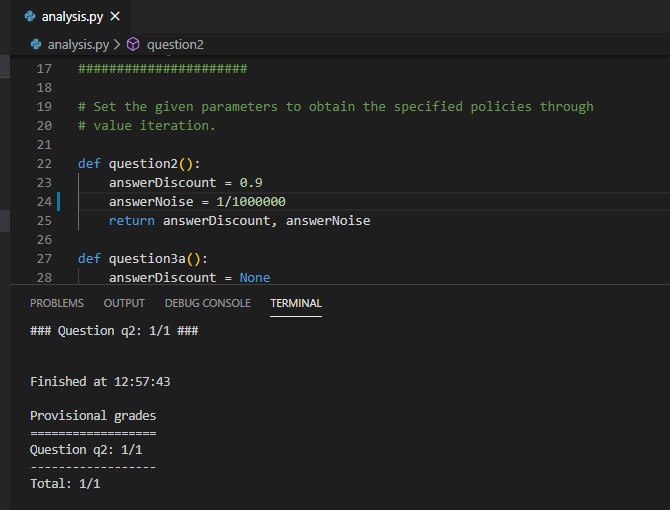 analysis.py
analysis.py > question2
17 ######################
18
19 # Set the given parameters to obtain the specified policies through
20 # value iteration.
21
22 def question2():
23 answerDiscount = 0.9
24 answerNoise = 1/1000000
25 return answerDiscount, answerNoise
26
27 def question3a():
28 answerDiscount = None
PROBLEMS OUTPUT DEBUG CONSOLE TERMINAL
### Question q2: 1/1 ###
Finished at 12:57:43
Provisional grades
==================
Question q2: 1/1
------------------
Total: 1/1